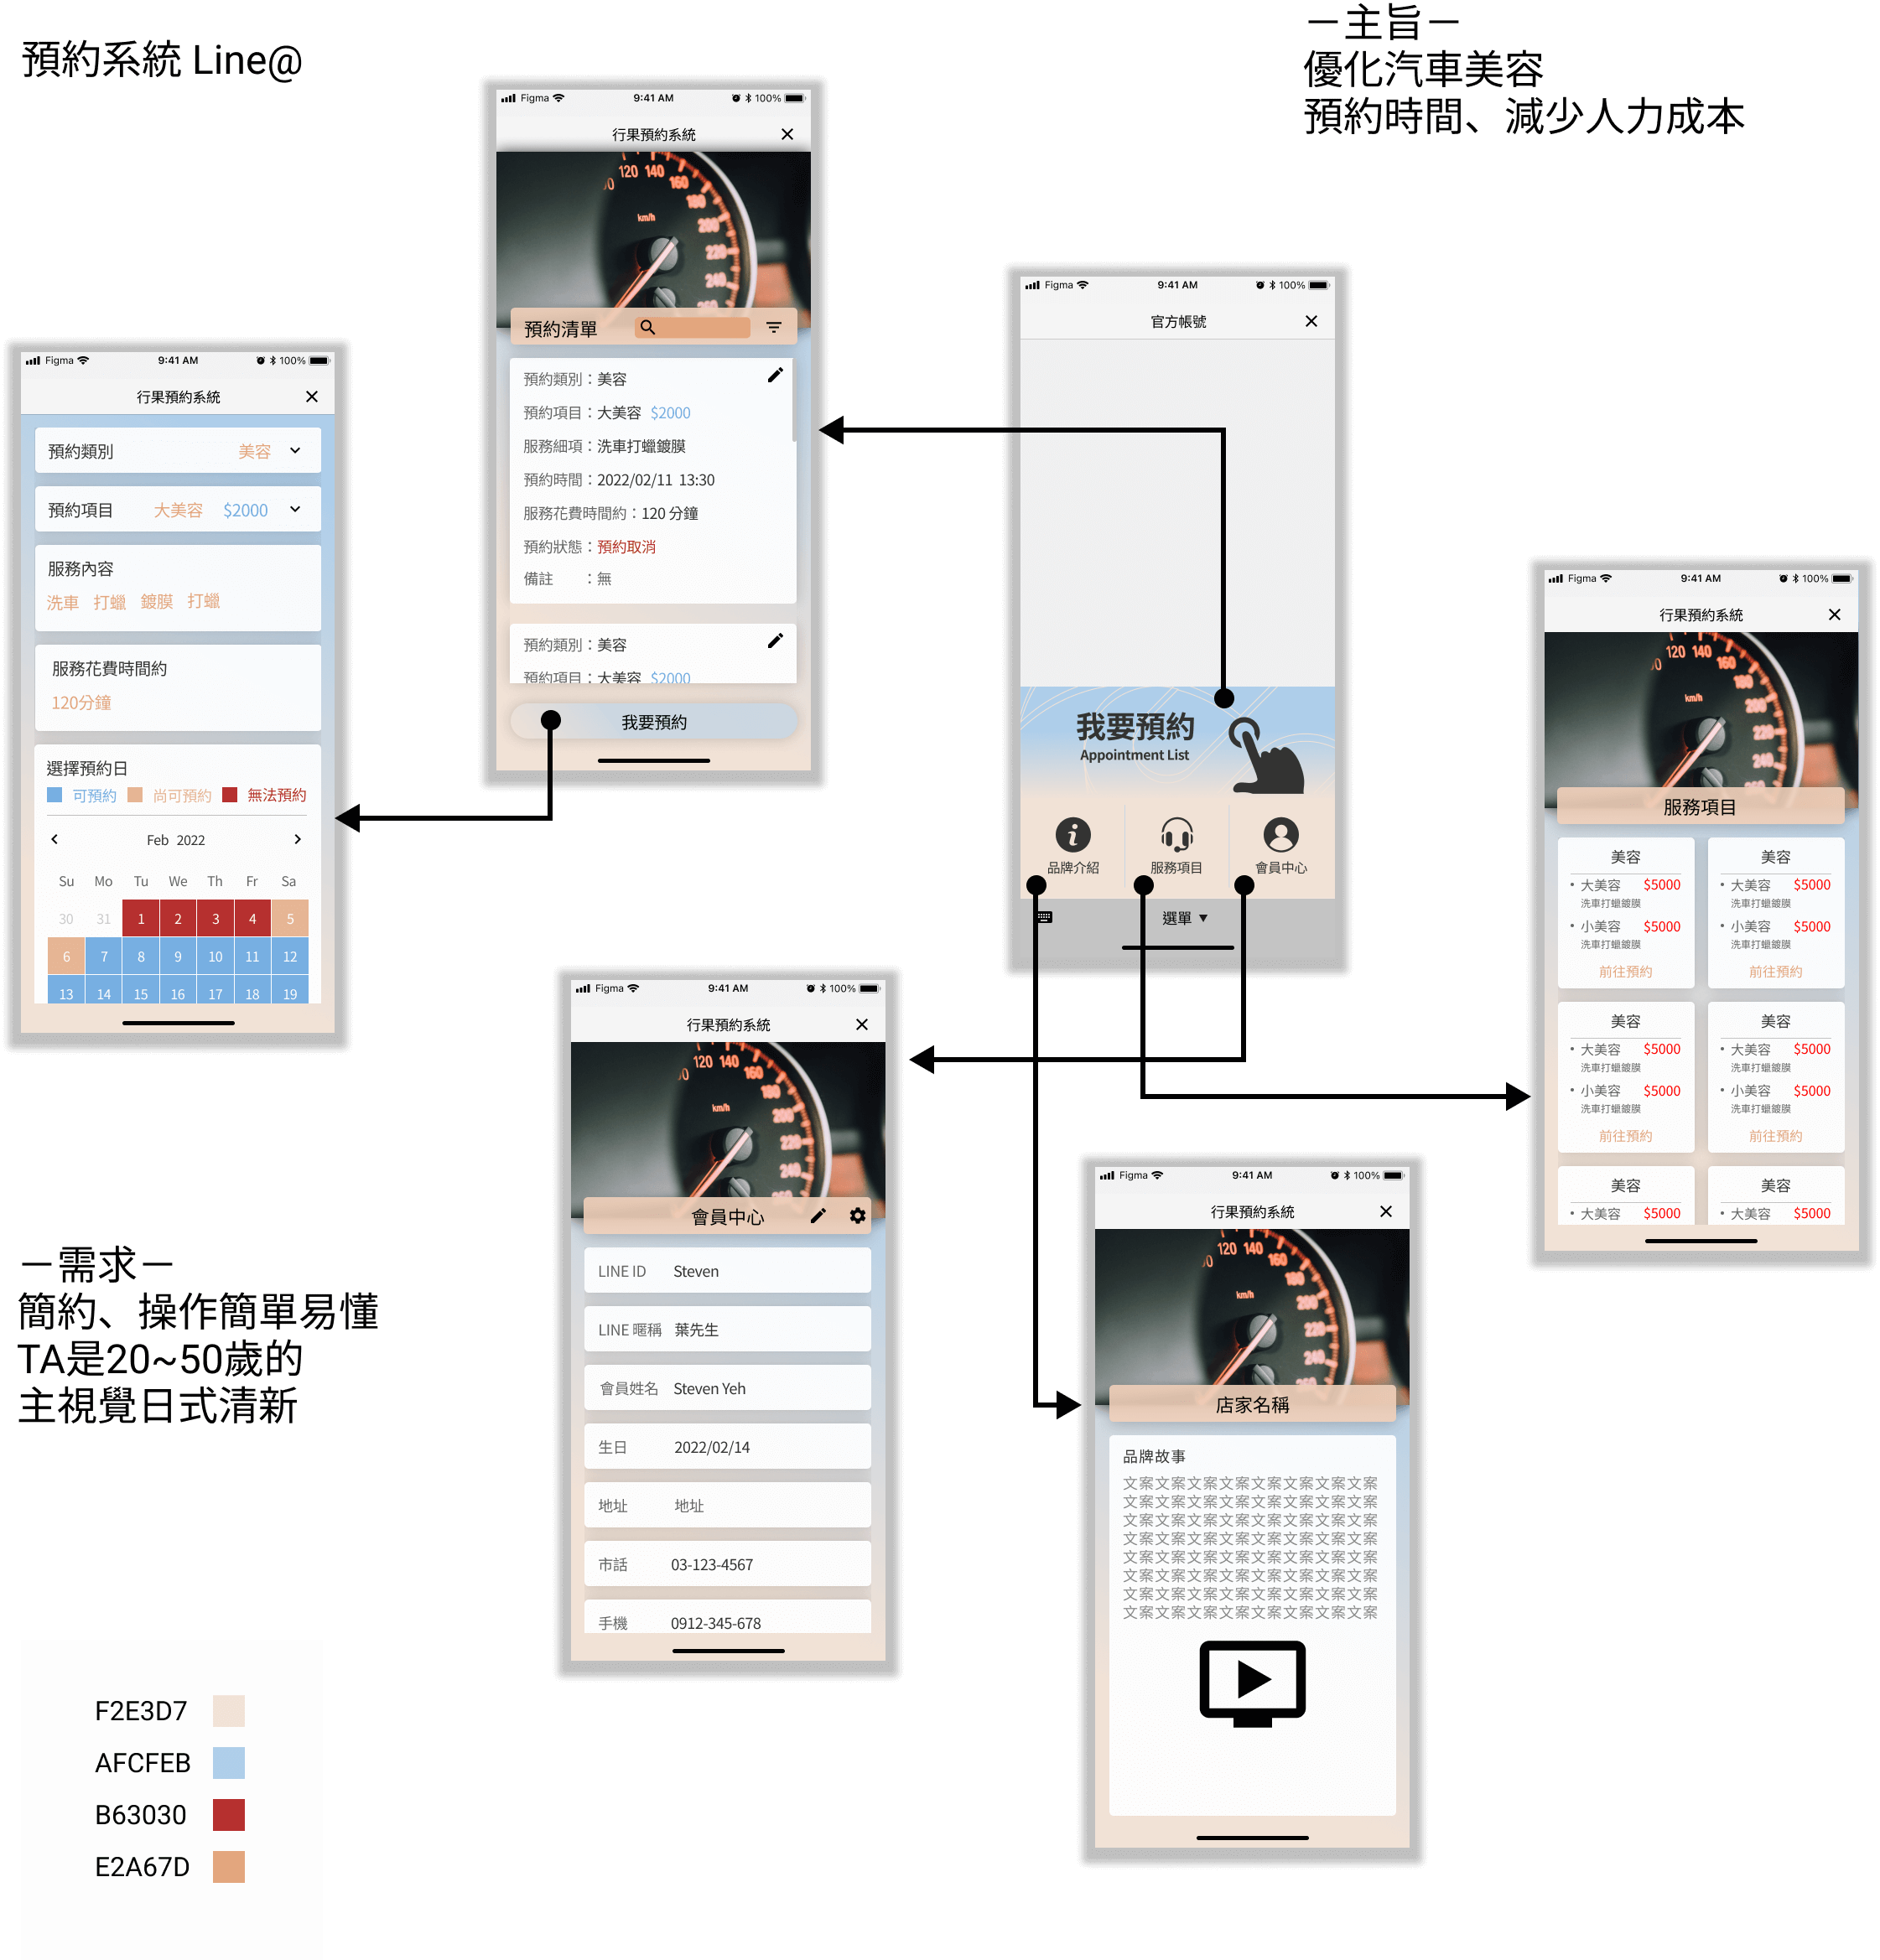 預約系統 Line@
－主旨－
優化汽車美容
預約時間、減少人力成本
Figma 9:41 AM 100%
行果預約系統
120 140 160 180 200 220 240
km/h
預約清單
預約類別：美容
預約項目：大美容 $2000
服務細項：洗車打蠟鍍膜
預約時間：2022/02/11 13:30
服務花費時間約：120 分鐘
預約狀態：預約取消
備註 ：無
預約類別：美容
預約項目：大美容 $2000
我要預約
Figma 9:41 AM 100%
官方帳號
我要預約
Appointment List
品牌介紹 服務項目 會員中心
選單
Figma 9:41 AM 100%
行果預約系統
預約類別 美容
預約項目 大美容 $2000
服務內容
洗車 打蠟 鍍膜 打蠟
服務花費時間約
120分鐘
選擇預約日
可預約 尚可預約 無法預約
Feb 2022
Su Mo Tu We Th Fr Sa
30 31 1 2 3 4 5
6 7 8 9 10 11 12
13 14 15 16 17 18 19
Figma 9:41 AM 100%
行果預約系統
120 140 160 180 200 220 240
km/h
服務項目
美容 美容
• 大美容 $5000 • 大美容 $5000
洗車打蠟鍍膜 洗車打蠟鍍膜
• 小美容 $5000 • 小美容 $5000
洗車打蠟鍍膜 洗車打蠟鍍膜
前往預約 前往預約
美容 美容
• 大美容 $5000 • 大美容 $5000
洗車打蠟鍍膜 洗車打蠟鍍膜
• 小美容 $5000 • 小美容 $5000
洗車打蠟鍍膜 洗車打蠟鍍膜
前往預約 前往預約
美容 美容
• 大美容 $5000 • 大美容 $5000
Figma 9:41 AM 100%
行果預約系統
120 140 160 180 200 220 240
km/h
會員中心
LINE ID Steven
LINE 暱稱 葉先生
會員姓名 Steven Yeh
生日 2022/02/14
地址 地址
市話 03-123-4567
手機 0912-345-678
Figma 9:41 AM 100%
行果預約系統
120 140 160 180 200 220 240
km/h
店家名稱
品牌故事
文案文案文案文案文案文案文案文案
文案文案文案文案文案文案文案文案
文案文案文案文案文案文案文案文案
文案文案文案文案文案文案文案文案
文案文案文案文案文案文案文案文案
文案文案文案文案文案文案文案文案
文案文案文案文案文案文案文案文案
文案文案文案文案文案文案文案文案
－需求－
簡約、操作簡單易懂
TA是20~50歲的
主視覺日式清新
F2E3D7
AFCFEB
B63030
E2A67D